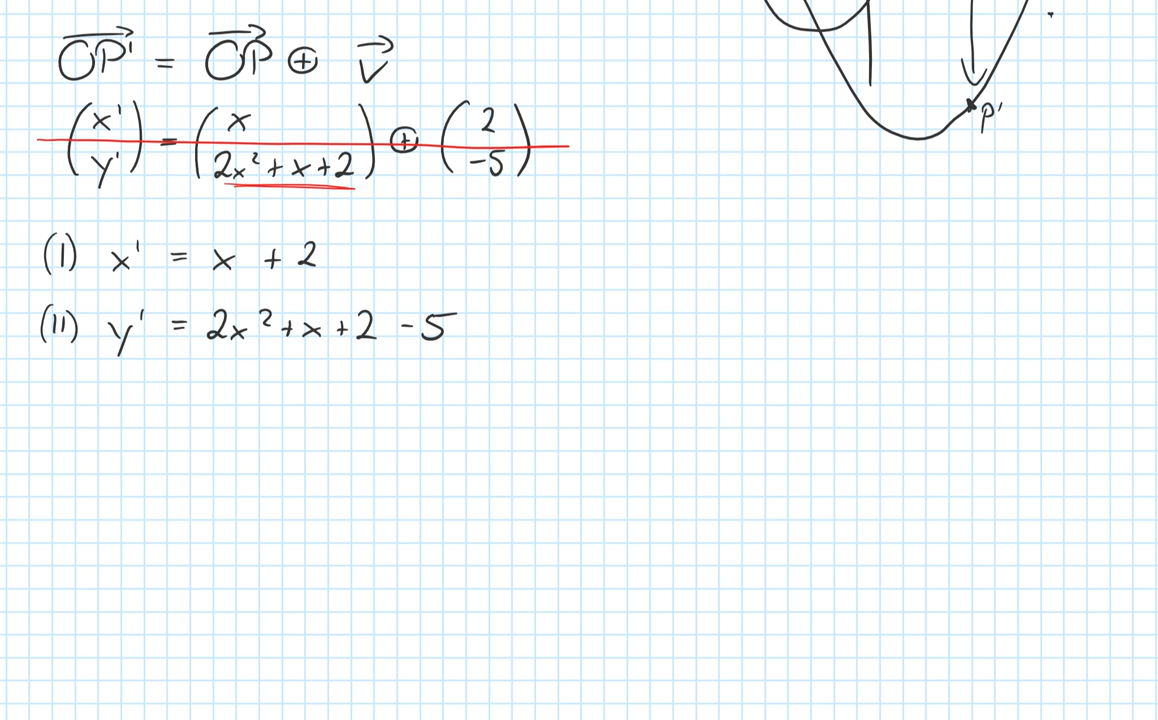 OP' = OP ⊕ v
(x' y') = (x 2x²+x+2) ⊕ (2 -5)
(I) x' = x + 2
(II) y' = 2x²+x+2 -5
P'